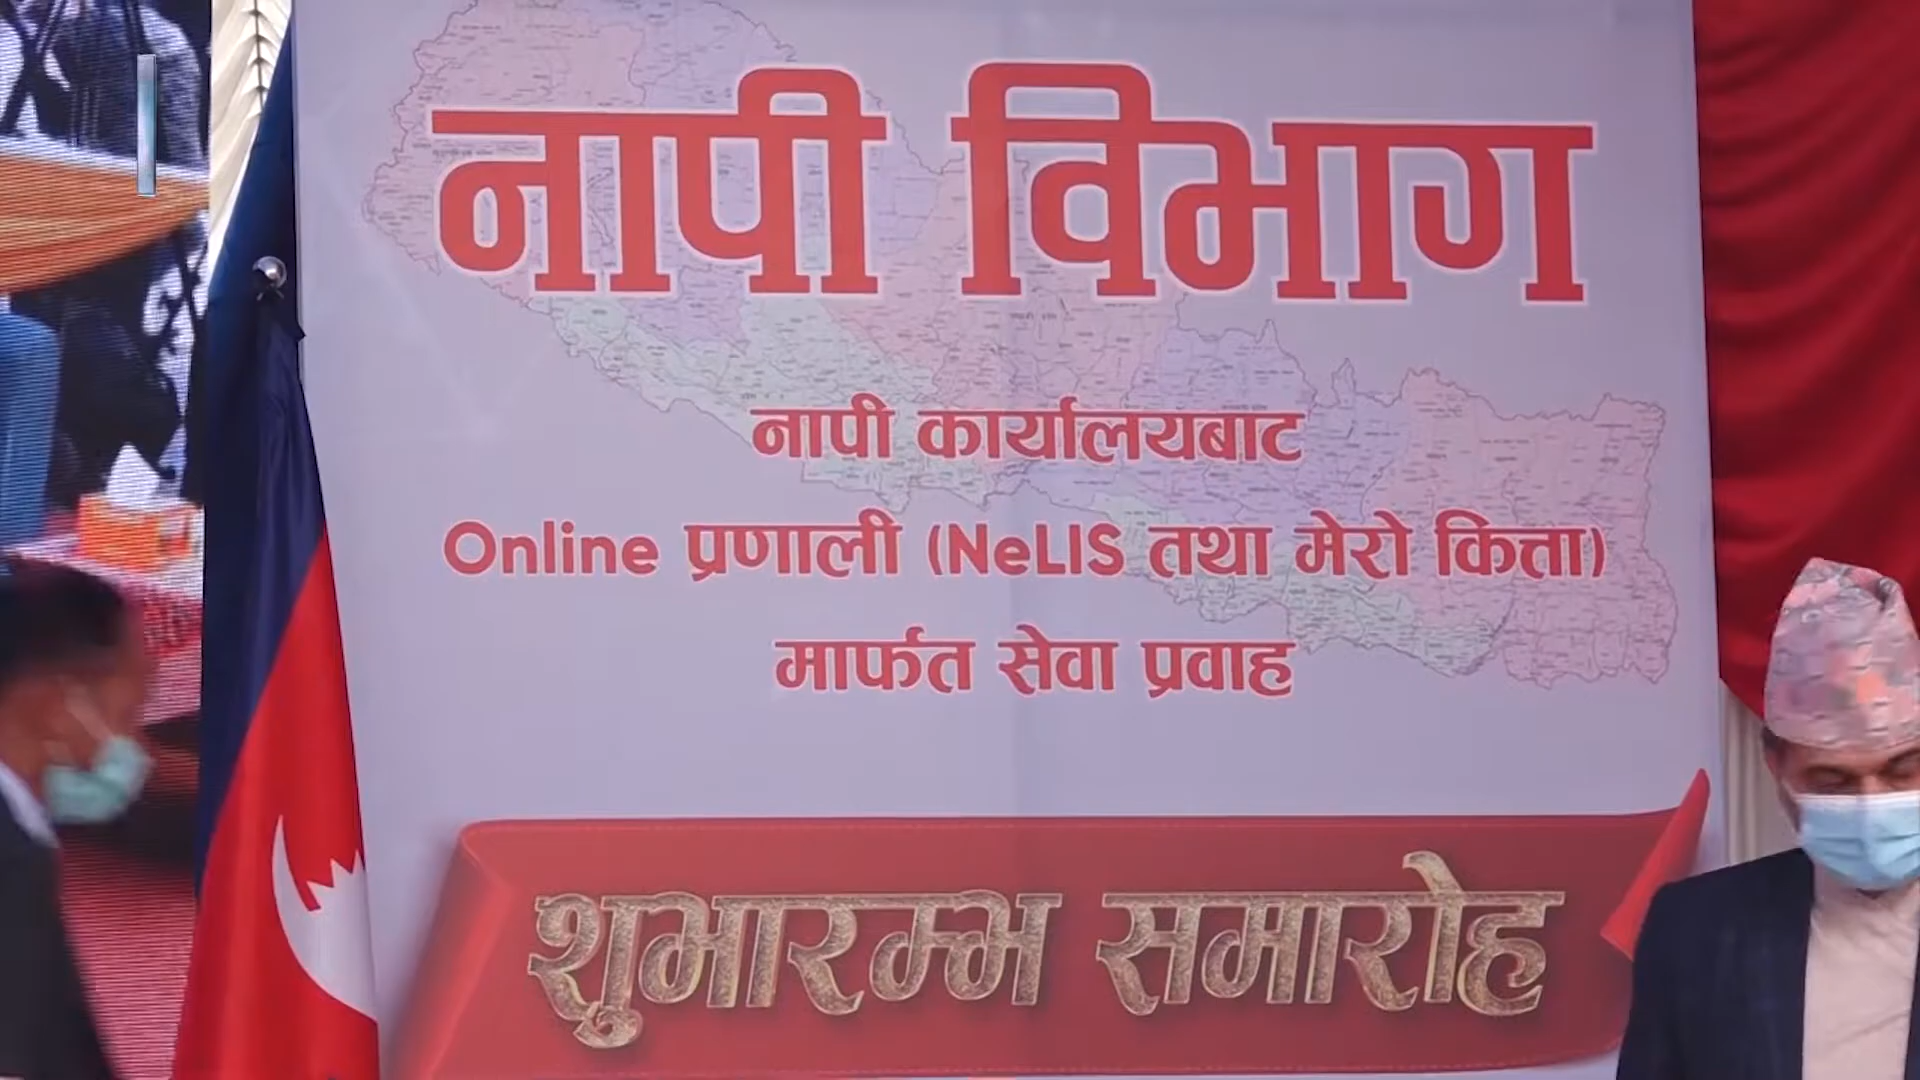 नापी विभाग
नापी कार्यालयबाट
Online प्रणाली (NeLIS तथा मेरो कित्ता)
मार्फत सेवा प्रवाह
शुभारम्भ समारोह